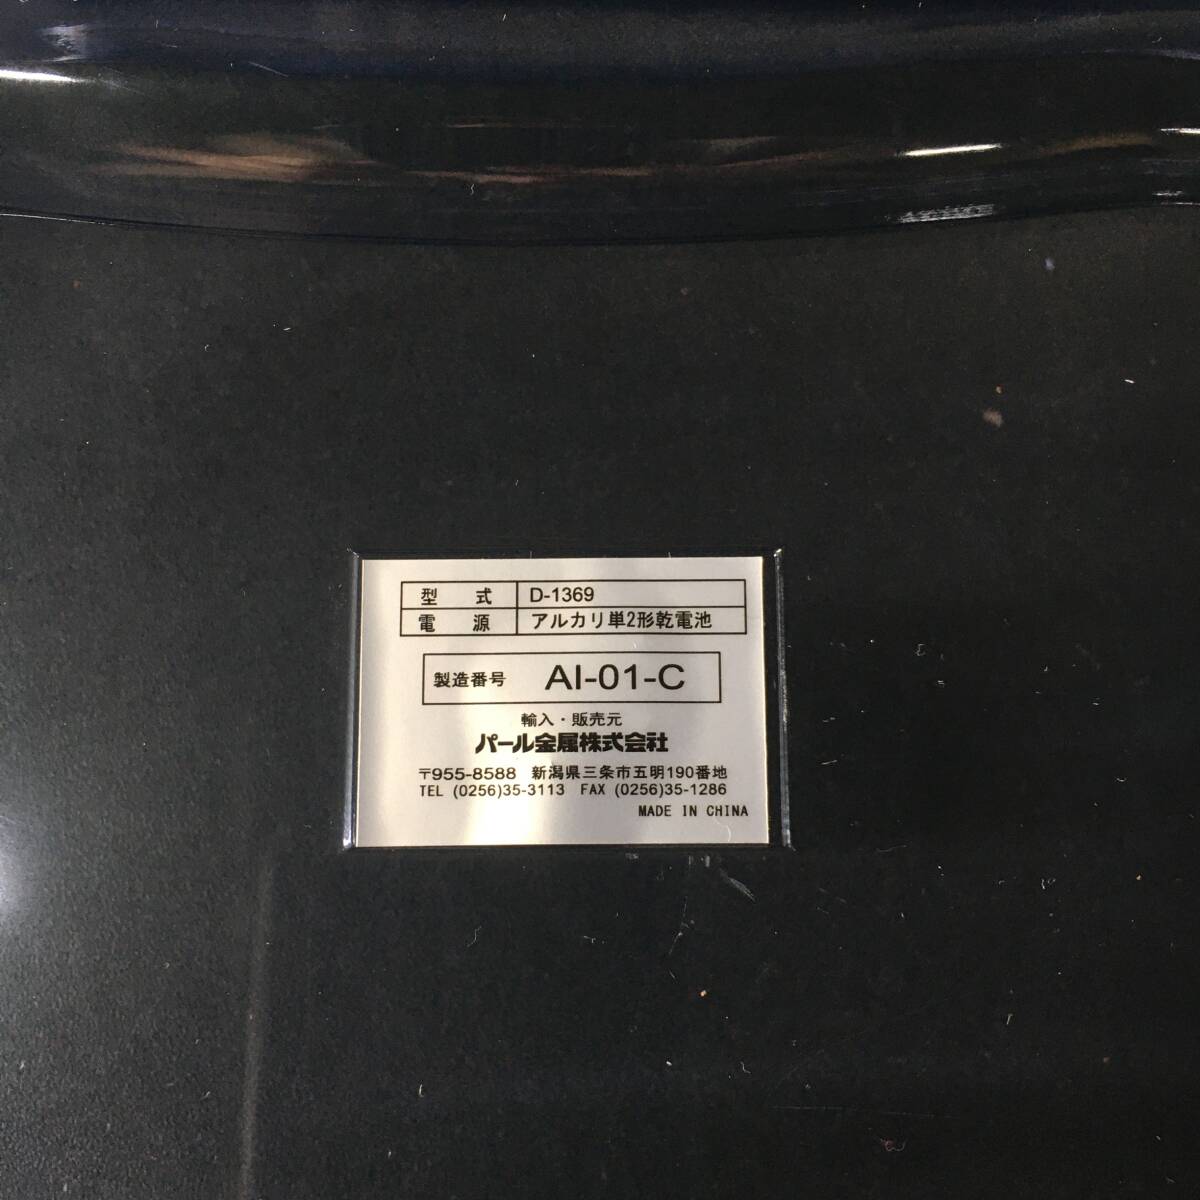 型 式 D-1369
電 源 アルカリ単2形乾電池
製造番号 AI-01-C
輸入・販売元
パール金属株式会社
〒955-8588 新潟県三条市五明190番地
TEL (0256)35-3113 FAX (0256)35-1286
MADE IN CHINA